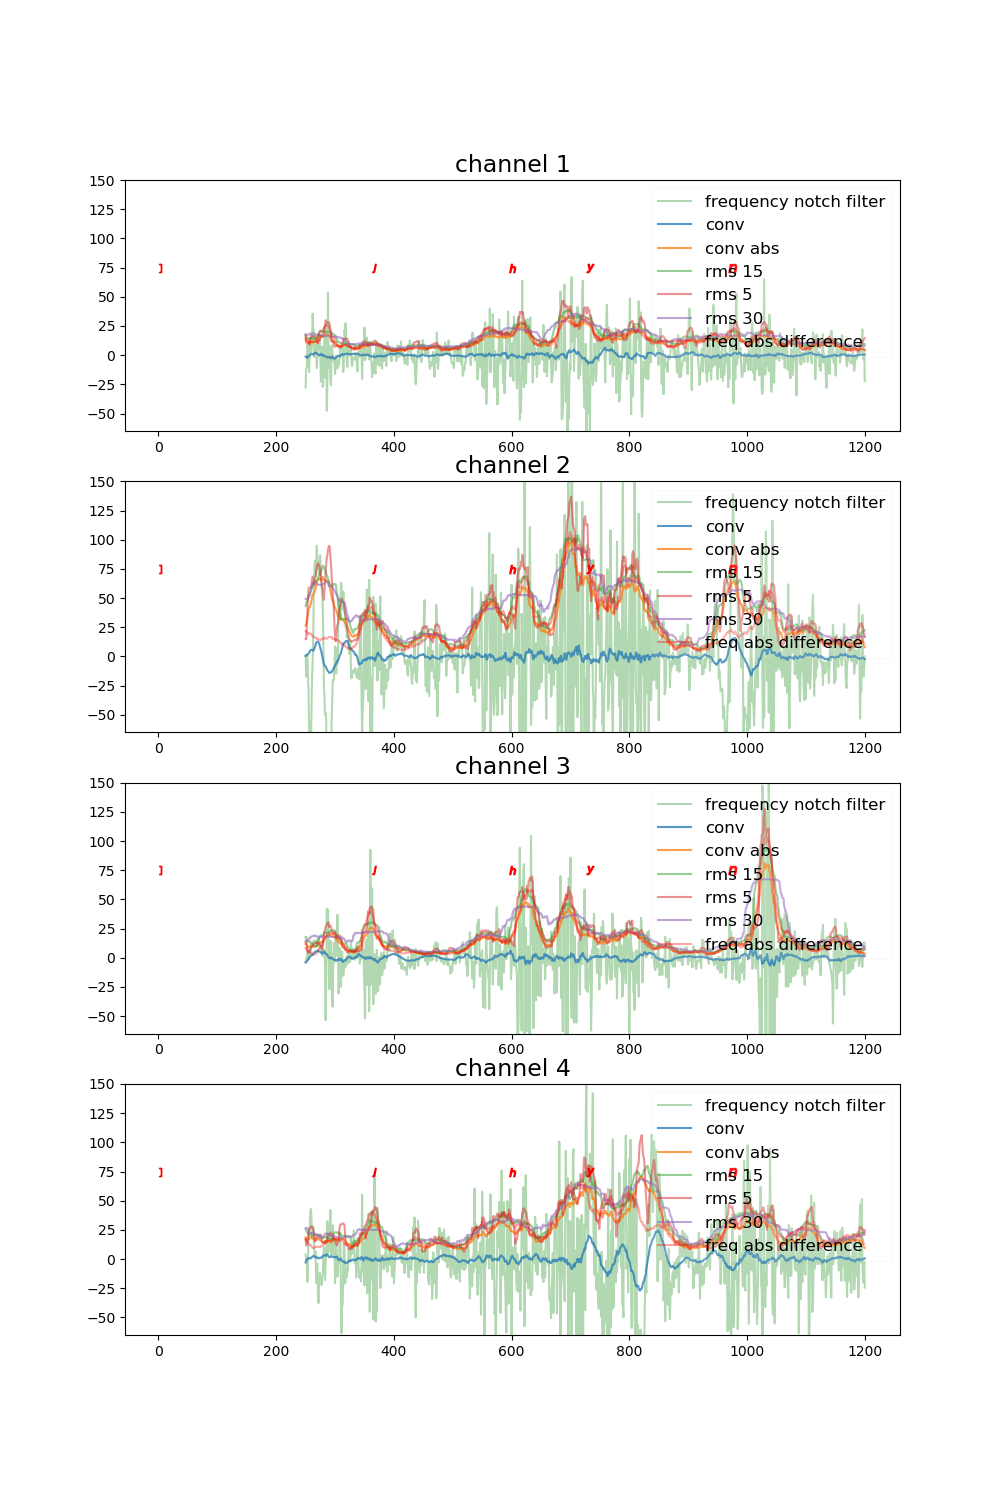 channel 1
150
125
100
75
50
25
0
−25
−50
J h y n
frequency notch filter
conv
conv abs
rms 15
rms 5
rms 30
freq abs difference
0 200 400 600 800 1000 1200
channel 2
150
125
100
75
50
25
0
−25
−50
J h y n
frequency notch filter
conv
conv abs
rms 15
rms 5
rms 30
freq abs difference
0 200 400 600 800 1000 1200
channel 3
150
125
100
75
50
25
0
−25
−50
J h y n
frequency notch filter
conv
conv abs
rms 15
rms 5
rms 30
freq abs difference
0 200 400 600 800 1000 1200
channel 4
150
125
100
75
50
25
0
−25
−50
J h y n
frequency notch filter
conv
conv abs
rms 15
rms 5
rms 30
freq abs difference
0 200 400 600 800 1000 1200